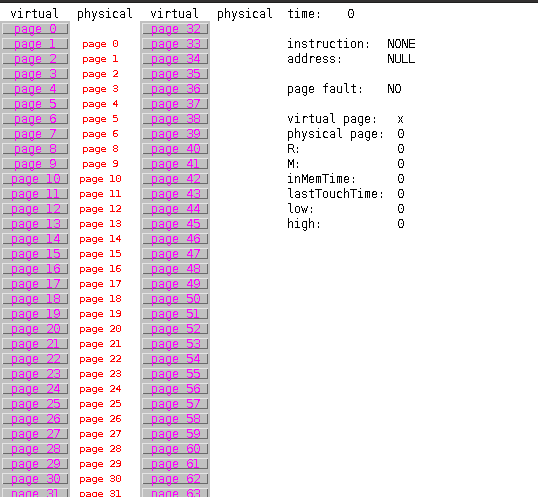 virtual physical virtual physical time: 0
page 0 page 32
page 1 page 0 page 33 instruction: NONE
page 2 page 1 page 34 address: NULL
page 3 page 2 page 35
page 4 page 3 page 36 page fault: NO
page 5 page 4 page 37
page 6 page 5 page 38 virtual page: x
page 7 page 6 page 39 physical page: 0
page 8 page 8 page 40 R: 0
page 9 page 9 page 41 M: 0
page 10 page 10 page 42 inMemTime: 0
page 11 page 11 page 43 lastTouchTime: 0
page 12 page 12 page 44 low: 0
page 13 page 13 page 45 high: 0
page 14 page 14 page 46
page 15 page 15 page 47
page 16 page 16 page 48
page 17 page 17 page 49
page 18 page 18 page 50
page 19 page 19 page 51
page 20 page 20 page 52
page 21 page 21 page 53
page 22 page 22 page 54
page 23 page 23 page 55
page 24 page 24 page 56
page 25 page 25 page 57
page 26 page 26 page 58
page 27 page 27 page 59
page 28 page 28 page 60
page 29 page 29 page 61
page 30 page 30 page 62
page 31 page 31 page 63